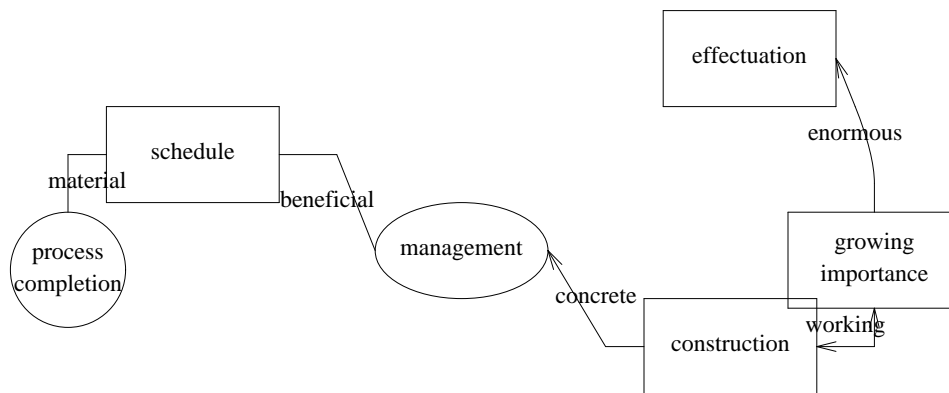 effectuation
enormous
schedule
material
beneficial
process
completion
management
growing
importance
concrete
working
construction